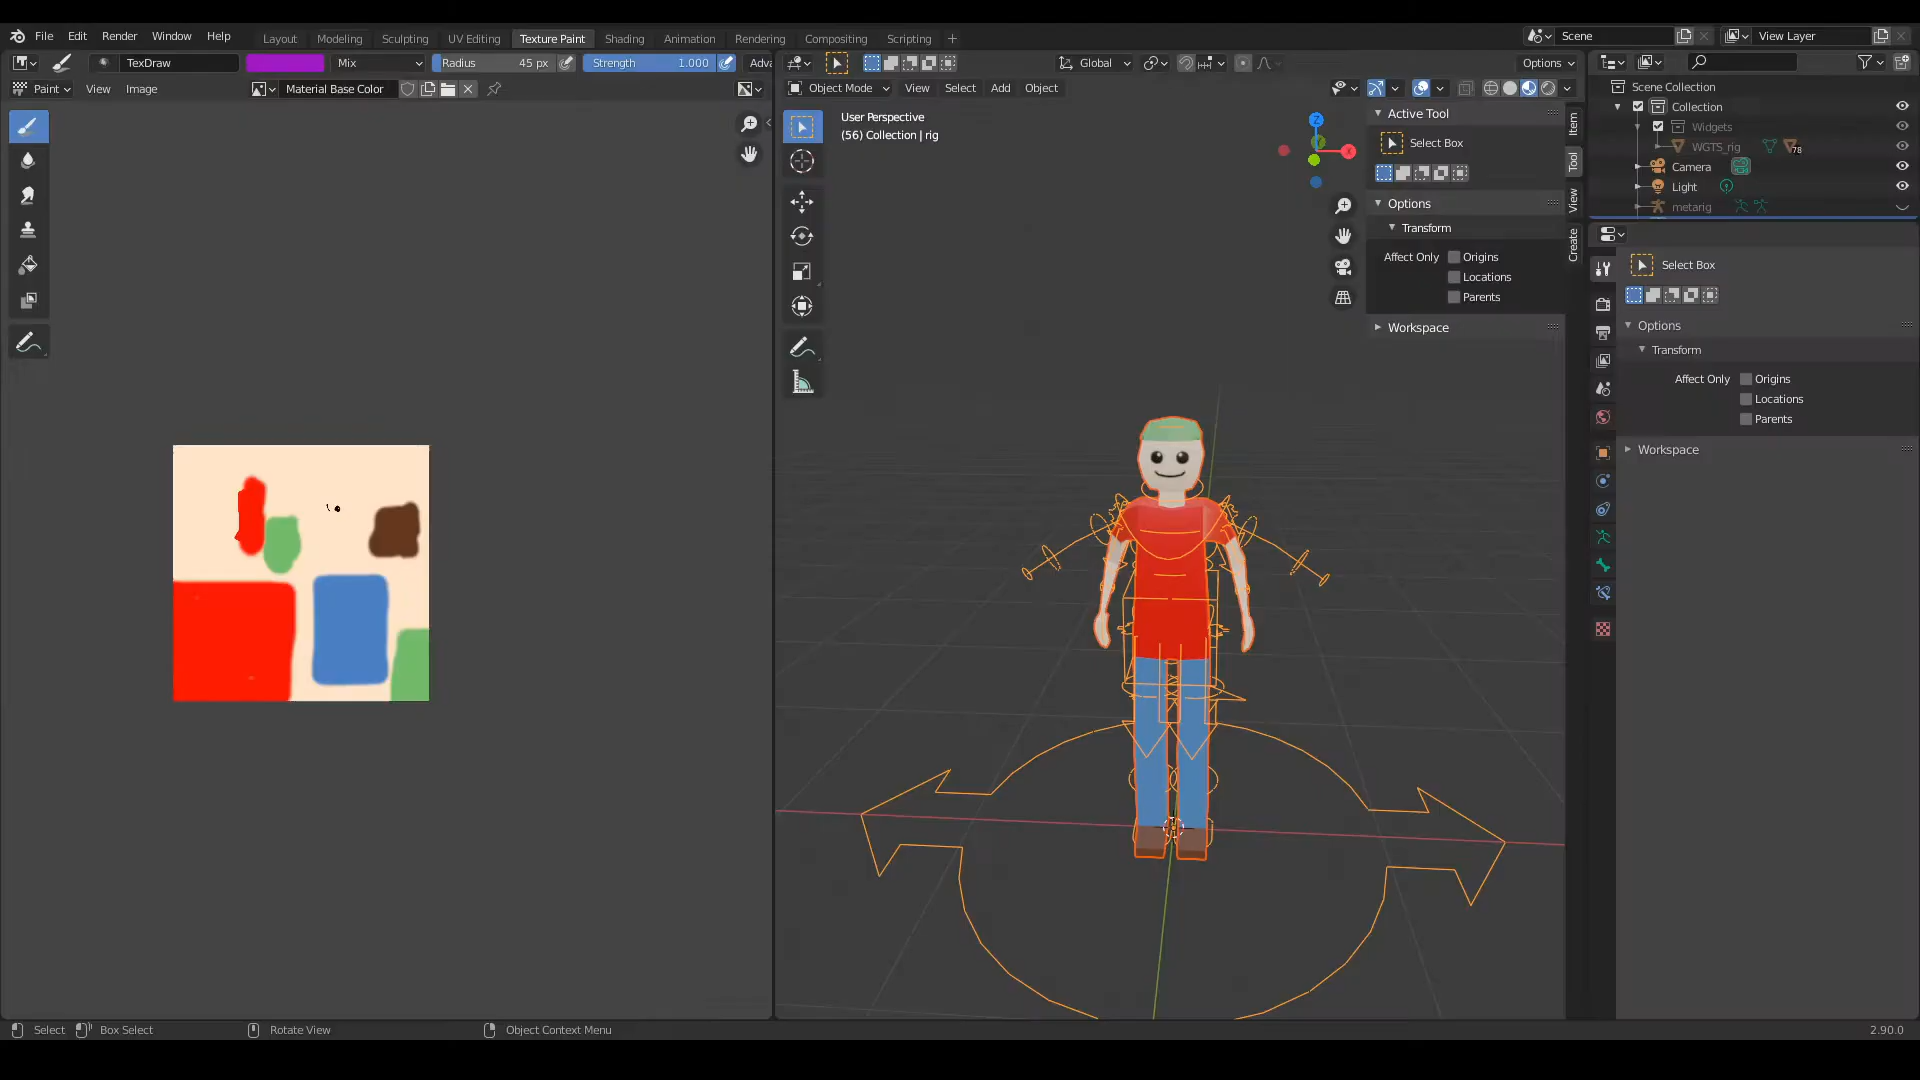 File Edit Render Window Help Layout Modeling Sculpting UV Editing Texture Paint Shading Animation Rendering Compositing Scripting + Scene View Layer
TexDraw Mix Radius 45 px Strength 1.000 Adva Global Options
Paint View Image Material Base Color Object Mode View Select Add Object
Scene Collection
Collection
Widgets
WGTS_rig 78
Camera
Light
metarig
User Perspective
(56) Collection | rig
Z
X
Active Tool
Select Box
Options
Transform
Affect Only Origins
Locations
Parents
Workspace
Item
Tool
View
Create
Select Box
Options
Transform
Affect Only Origins
Locations
Parents
Workspace
Select Box Select Rotate View Object Context Menu 2.90.0